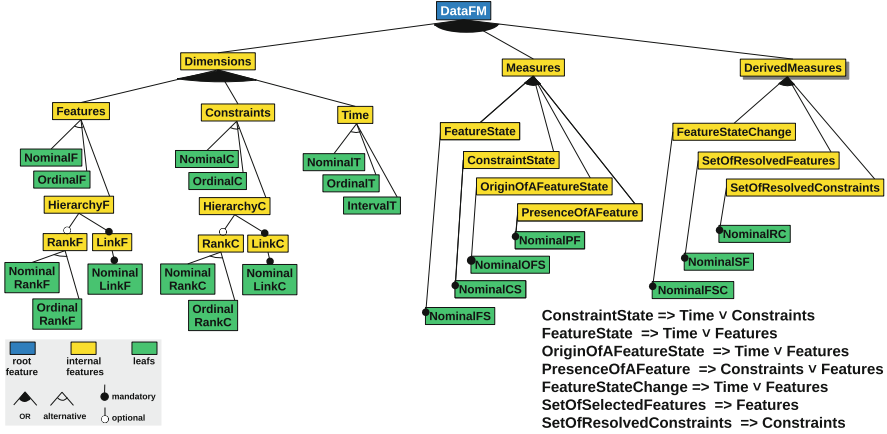 DataFM
Dimensions
Measures
DerivedMeasures
Features
Constraints
Time
FeatureState
FeatureStateChange
NominalF
NominalC
NominalT
ConstraintState
SetOfResolvedFeatures
OrdinalF
OrdinalC
OrdinalT
OriginOfAFeatureState
SetOfResolvedConstraints
HierarchyF
HierarchyC
IntervalT
PresenceOfAFeature
RankF
LinkF
RankC
LinkC
NominalPF
NominalRC
Nominal
RankF
Nominal
LinkF
Nominal
RankC
Nominal
LinkC
NominalOFS
NominalSF
NominalCS
NominalFSC
Ordinal
RankF
Ordinal
RankC
NominalFS
ConstraintState => Time ∨ Constraints
FeatureState => Time ∨ Features
OriginOfAFeatureState => Time ∨ Features
PresenceOfAFeature => Constraints ∨ Features
FeatureStateChange => Time ∨ Features
SetOfSelectedFeatures => Features
SetOfResolvedConstraints => Constraints
root
feature
internal
features
leafs
OR
alternative
mandatory
optional